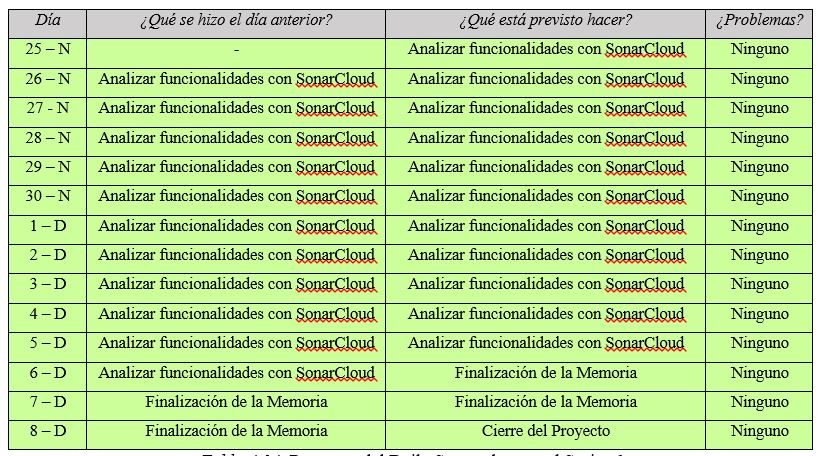 Día ¿Qué se hizo el día anterior? ¿Qué está previsto hacer? ¿Problemas?
25 – N - Analizar funcionalidades con SonarCloud Ninguno
26 – N Analizar funcionalidades con SonarCloud Analizar funcionalidades con SonarCloud Ninguno
27 - N Analizar funcionalidades con SonarCloud Analizar funcionalidades con SonarCloud Ninguno
28 – N Analizar funcionalidades con SonarCloud Analizar funcionalidades con SonarCloud Ninguno
29 – N Analizar funcionalidades con SonarCloud Analizar funcionalidades con SonarCloud Ninguno
30 – N Analizar funcionalidades con SonarCloud Analizar funcionalidades con SonarCloud Ninguno
1 – D Analizar funcionalidades con SonarCloud Analizar funcionalidades con SonarCloud Ninguno
2 – D Analizar funcionalidades con SonarCloud Analizar funcionalidades con SonarCloud Ninguno
3 – D Analizar funcionalidades con SonarCloud Analizar funcionalidades con SonarCloud Ninguno
4 – D Analizar funcionalidades con SonarCloud Analizar funcionalidades con SonarCloud Ninguno
5 – D Analizar funcionalidades con SonarCloud Analizar funcionalidades con SonarCloud Ninguno
6 – D Analizar funcionalidades con SonarCloud Finalización de la Memoria Ninguno
7 – D Finalización de la Memoria Finalización de la Memoria Ninguno
8 – D Finalización de la Memoria Cierre del Proyecto Ninguno